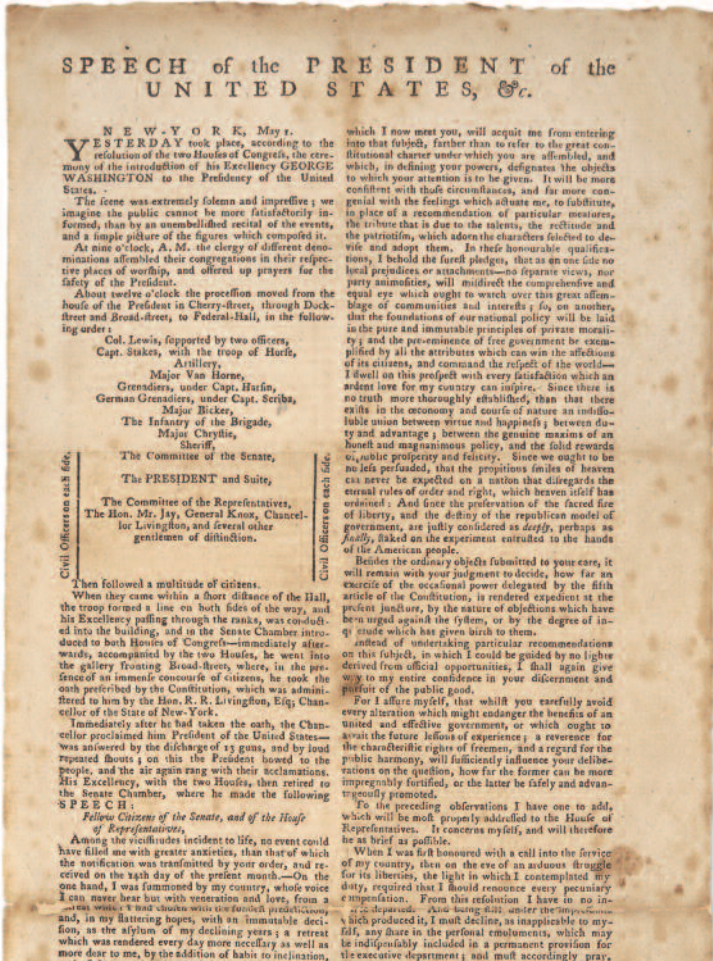 SPEECH of the PRESIDENT of the
UNITED STATES, &c.
NEW-YORK, May 1.
YESTERDAY took place, according to the
resolution of the two Houses of Congress, the cere-
mony of the introduction of his Excellency GEORGE
WASHINGTON to the Presidency of the United
States.
The scene was extremely solemn and impressive; we
imagine the public cannot be more satisfactorily in-
formed, than by an unembellished recital of the events,
and a simple picture of the figures which composed it.
At nine o'clock, A. M. the clergy of different deno-
minations assembled their congregations in their respec-
tive places of worship, and offered up prayers for the
safety of the President.
About twelve o'clock the procession moved from the
house of the President in Cherry-street, through Dock-
street and Broad-street, to Federal-Hall, in the follow-
ing order:
Col. Lewis, supported by two officers,
Capt. Stakes, with the troop of Horse,
Artillery,
Major Van Horne,
Grenadiers, under Capt. Harsin,
German Grenadiers, under Capt. Scriba,
Major Bicker,
The Infantry of the Brigade,
Major Chrystie,
Sheriff,
The Committee of the Senate,
Civil Officers on each side.
The PRESIDENT and Suite,
Civil Officers on each side.
The Committee of the Representatives,
The Hon. Mr. Jay, General Knox, Chancel-
lor Livingston, and several other
gentlemen of distinction.
Then followed a multitude of citizens.
When they came within a short distance of the Hall,
the troop formed a line on both sides of the way, and
his Excellency passing through the ranks, was conduct-
ed into the building, and in the Senate Chamber intro-
duced to both Houses of Congress—immediately after-
wards, accompanied by the two Houses, he went into
the gallery fronting Broad-street, where, in the pre-
sence of an immense concourse of citizens, he took the
oath prescribed by the Constitution, which was admini-
stered to him by the Hon. R. R. Livingston, Esq; Chan-
cellor of the State of New-York.
Immediately after he had taken the oath, the Chan-
cellor proclaimed him President of the United States—
was answered by the discharge of 13 guns, and by loud
repeated shouts; on this the President bowed to the
people, and the air again rang with their acclamations.
His Excellency, with the two Houses, then retired to
the Senate Chamber, where he made the following
SPEECH:
Fellow Citizens of the Senate, and of the House
of Representatives,
Among the vicissitudes incident to life, no event could
have filled me with greater anxieties, than that of which
the notification was transmitted by your order, and re-
ceived on the 14th day of the present month.—On the
one hand, I was summoned by my country, whose voice
I can never hear but with veneration and love, from a
retreat which I had chosen with the fondest predilection,
and, in my flattering hopes, with an immutable deci-
sion, as the asylum of my declining years; a retreat
which was rendered every day more necessary as well as
more dear to me, by the addition of habit to inclination,
which I now meet you, will acquit me from entering
into that subject, farther than to refer to the great con-
stitutional charter under which you are assembled, and
which, in defining your powers, designates the objects
to which your attention is to be given. It will be more
consistent with those circumstances, and far more con-
genial with the feelings which actuate me, to substitute,
in place of a recommendation of particular measures,
the tribute that is due to the talents, the rectitude and
the patriotism, which adorn the characters selected to de-
vise and adopt them. In these honourable qualifica-
tions, I behold the surest pledges, that as on one side no
local prejudices or attachments—no separate views, nor
party animosities, will misdirect the comprehensive and
equal eye which ought to watch over this great assem-
blage of communities and interests; so, on another,
that the foundations of our national policy will be laid
in the pure and immutable principles of private morali-
ty; and the pre-eminence of free government be exem-
plified by all the attributes which can win the affections
of its citizens, and command the respect of the world—
I dwell on this prospect with every satisfaction which an
ardent love for my country can inspire. Since there is
no truth more thoroughly established, than that there
exists in the œconomy and course of nature an indisso-
luble union between virtue and happiness; between du-
ty and advantage; between the genuine maxims of an
honest and magnanimous policy, and the solid rewards
of public prosperity and felicity. Since we ought to be
no less persuaded, that the propitious smiles of heaven
can never be expected on a nation that disregards the
eternal rules of order and right, which heaven itself has
ordained: And since the preservation of the sacred fire
of liberty, and the destiny of the republican model of
government, are justly considered as deeply, perhaps as
finally, staked on the experiment entrusted to the hands
of the American people.
Besides the ordinary objects submitted to your care, it
will remain with your judgment to decide, how far an
exercise of the occasional power delegated by the fifth
article of the Constitution, is rendered expedient at the
present juncture, by the nature of objections which have
been urged against the system, or by the degree of in-
quietude which has given birth to them.
Instead of undertaking particular recommendations
on this subject, in which I could be guided by no lights
derived from official opportunities, I shall again give
way to my entire confidence in your discernment and
pursuit of the public good.
For I assure myself, that whilst you carefully avoid
every alteration which might endanger the benefits of an
united and effective government, or which ought to
await the future lessons of experience; a reverence for
the characteristic rights of freemen, and a regard for the
public harmony, will sufficiently influence your delibe-
rations on the question, how far the former can be more
impregnably fortified, or the latter be safely and advan-
tageously promoted.
To the preceding observations I have one to add,
which will be most properly addressed to the House of
Representatives. It concerns myself, and will therefore
be as brief as possible.
When I was first honoured with a call into the service
of my country, then on the eve of an arduous struggle
for its liberties, the light in which I contemplated my
duty, required that I should renounce every pecuniary
compensation. From this resolution I have in no in-
stance departed. And being still under the impressions
which produced it, I must decline, as inapplicable to my-
self, any share in the personal emoluments, which may
be indispensably included in a permanent provision for
the executive department; and must accordingly pray,